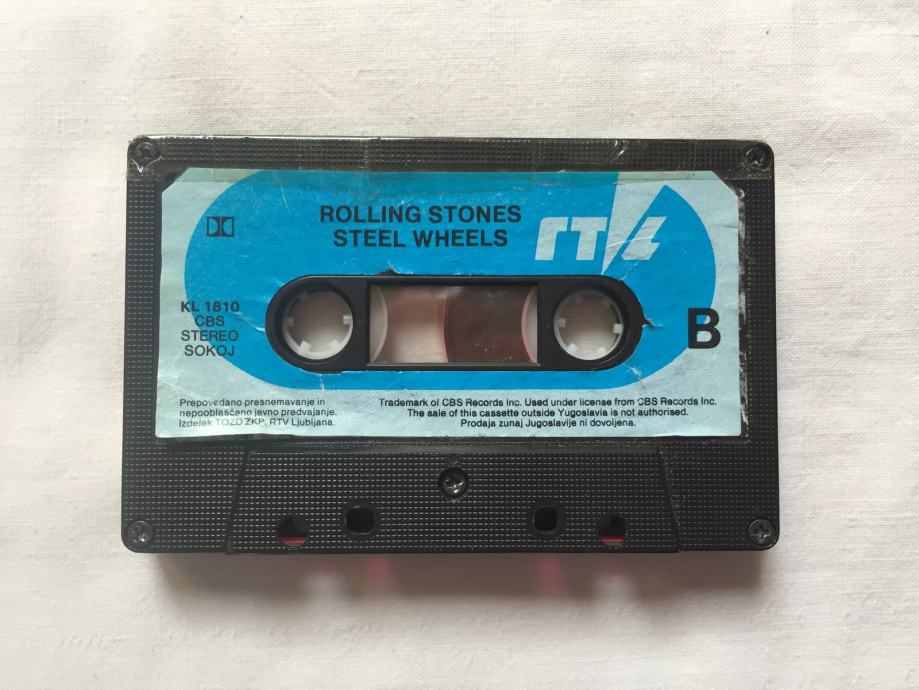 ROLLING STONES
STEEL WHEELS
rtl
KL 1810
CBS
STEREO
SOKOJ
B
Prepovedano presnemavanje in
nepooblaščeno javno predvajanje.
Izdelek TOZD ZKP, RTV Ljubljana.
Trademark of CBS Records Inc. Used under license from CBS Records Inc.
The sale of this cassette outside Yugoslavia is not authorised.
Prodaja zunaj Jugoslavije ni dovoljena.